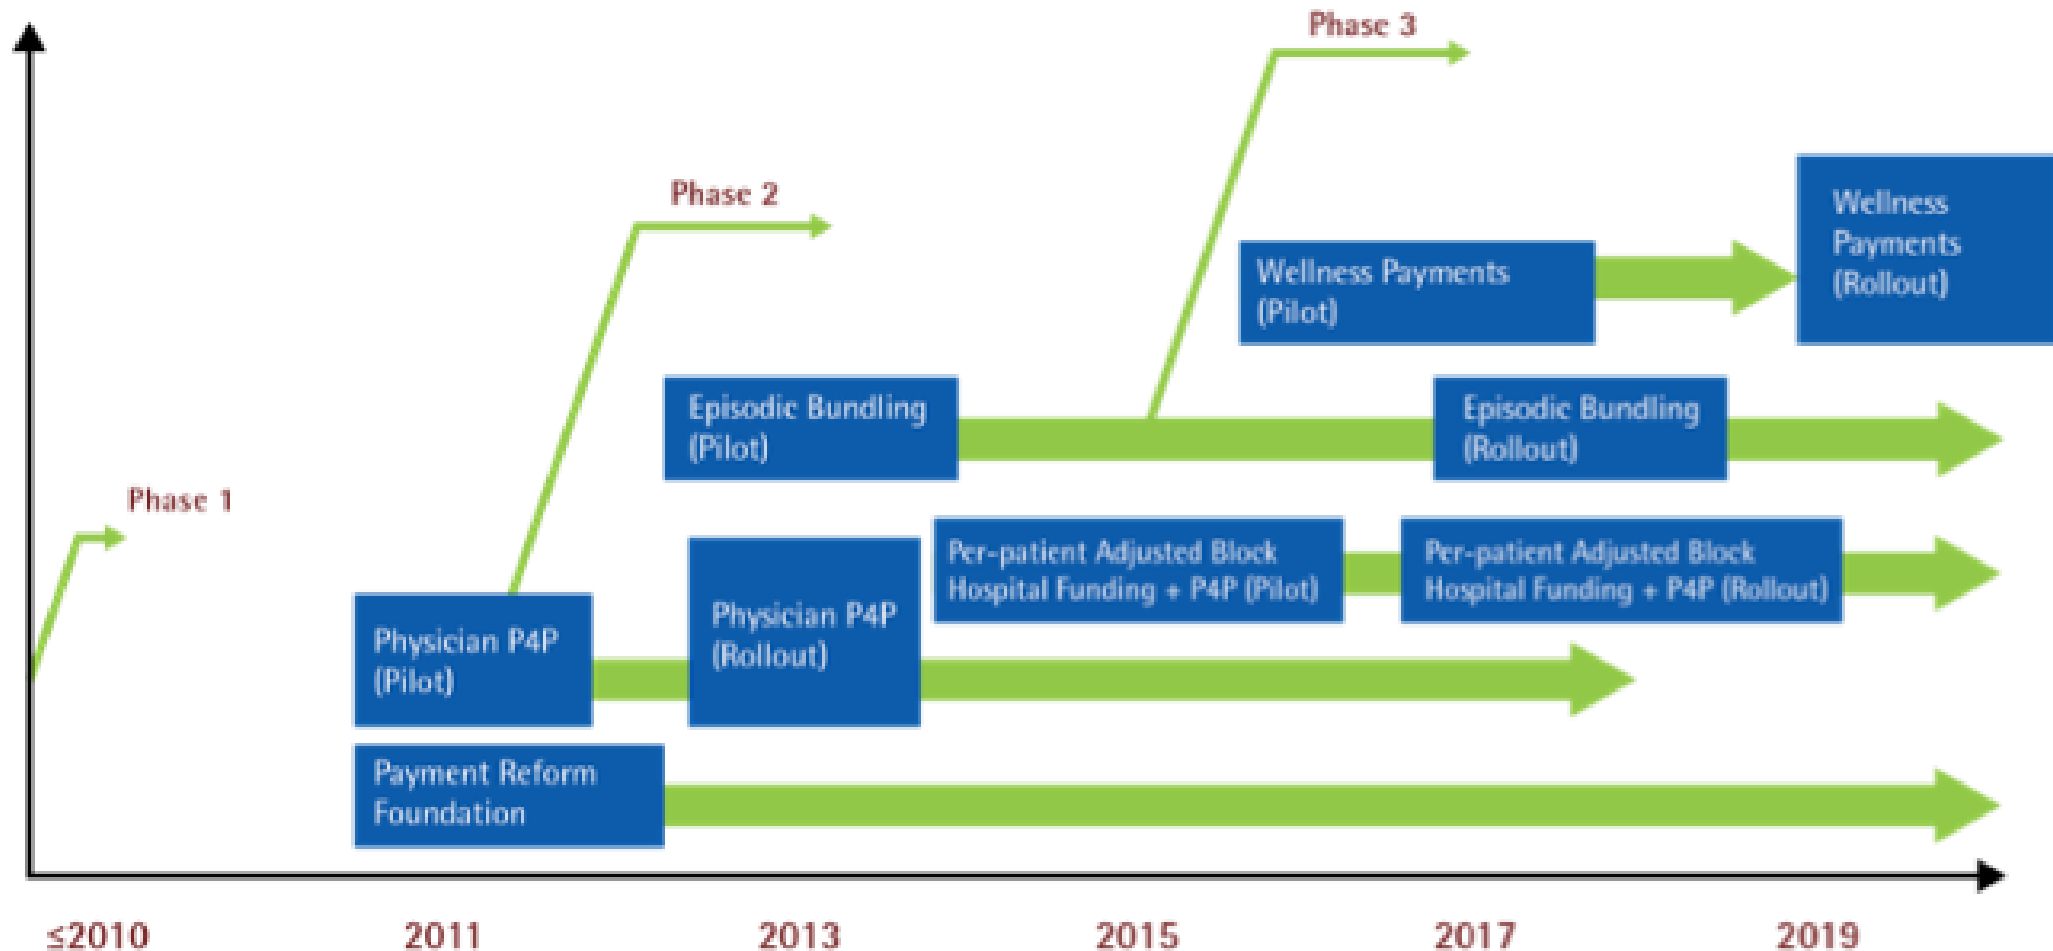 Phase 3
Phase 2
Wellness
Payments
(Rollout)
Wellness Payments
(Pilot)
Episodic Bundling
(Pilot)
Episodic Bundling
(Rollout)
Phase 1
Per-patient Adjusted Block
Hospital Funding + P4P (Pilot)
Per-patient Adjusted Block
Hospital Funding + P4P (Rollout)
Physician P4P
(Pilot)
Physician P4P
(Rollout)
Payment Reform
Foundation
≤2010 2011 2013 2015 2017 2019